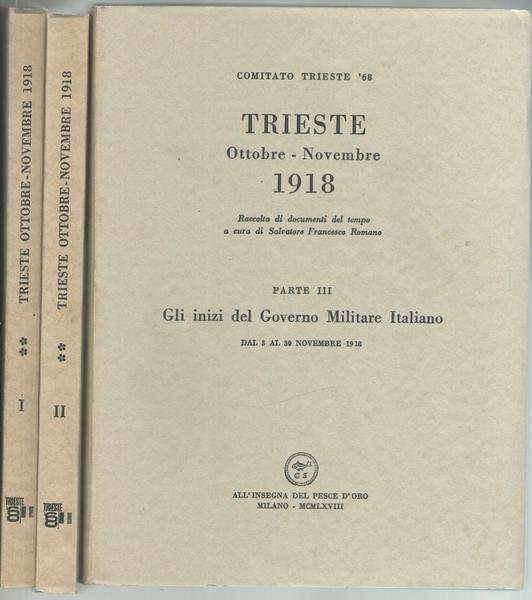 TRIESTE OTTOBRE-NOVEMBRE 1918
I
TRIESTE
TRIESTE OTTOBRE-NOVEMBRE 1918
II
TRIESTE
COMITATO TRIESTE '68
TRIESTE
Ottobre - Novembre
1918
Raccolta di documenti del tempo
a cura di Salvatore Francesco Romano
PARTE III
Gli inizi del Governo Militare Italiano
DAL 3 AL 30 NOVEMBRE 1918
G S
ALL'INSEGNA DEL PESCE D'ORO
MILANO - MCMLXVIII